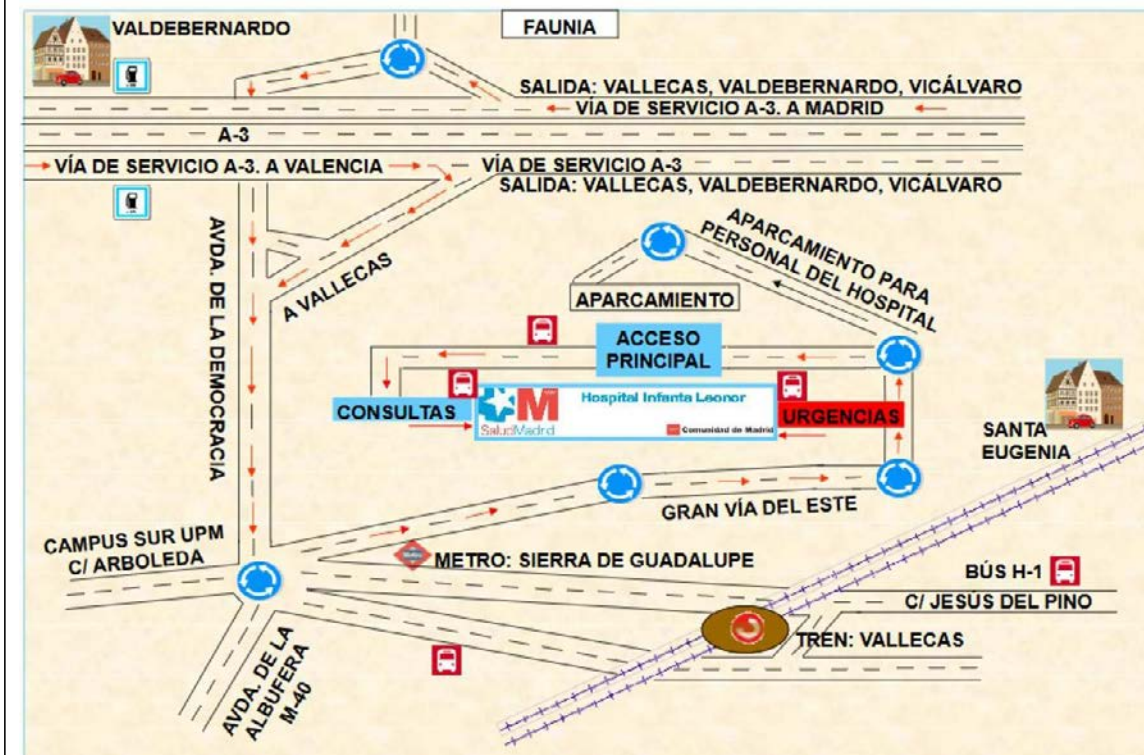 VALDEBERNARDO
FAUNIA
SALIDA: VALLECAS, VALDEBERNARDO, VICÁLVARO
VÍA DE SERVICIO A-3. A MADRID
A-3
VÍA DE SERVICIO A-3. A VALENCIA
VÍA DE SERVICIO A-3
SALIDA: VALLECAS, VALDEBERNARDO, VICÁLVARO
AVDA. DE LA DEMOCRACIA
A VALLECAS
APARCAMIENTO PARA
PERSONAL DEL HOSPITAL
APARCAMIENTO
ACCESO
PRINCIPAL
CONSULTAS
M
SaludMadrid
Hospital Infanta Leonor
Comunidad de Madrid
URGENCIAS
SANTA
EUGENIA
GRAN VÍA DEL ESTE
CAMPUS SUR UPM
C/ ARBOLEDA
METRO: SIERRA DE GUADALUPE
BÚS H-1
C/ JESÚS DEL PINO
TREN: VALLECAS
AVDA. DE LA
ALBUFERA
M-40